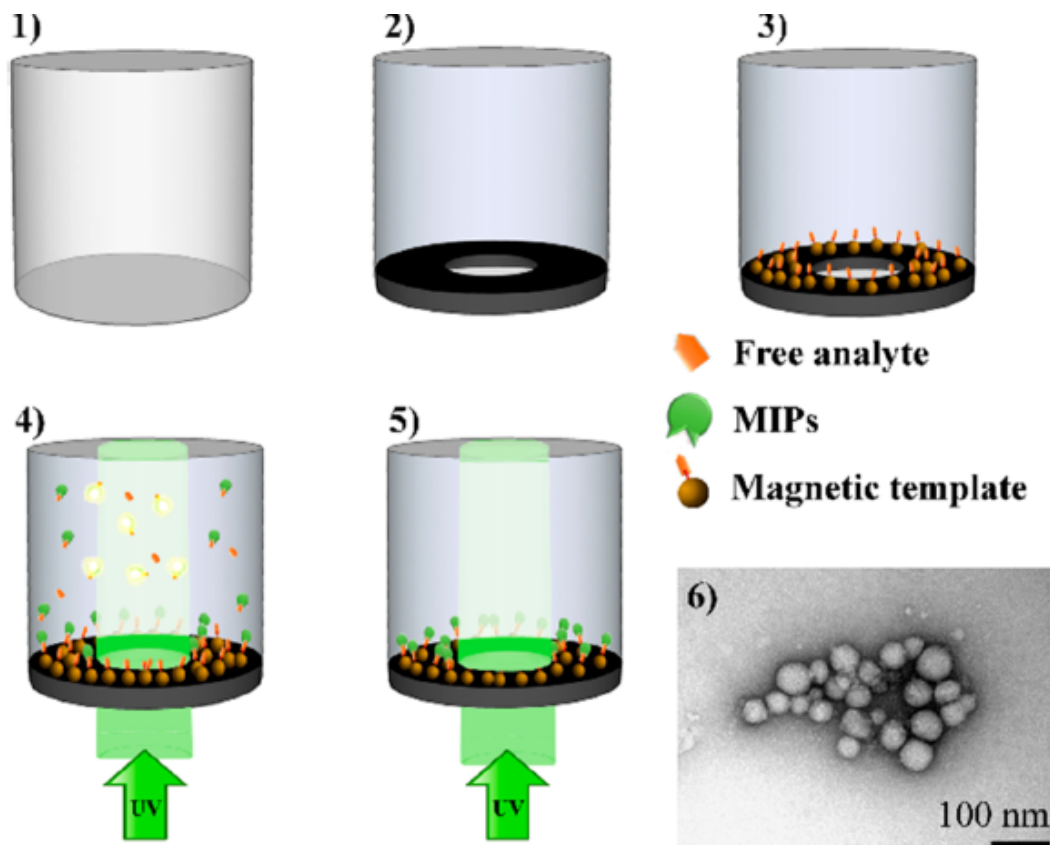 1)
2)
3)
Free analyte
MIPs
Magnetic template
4)
5)
UV
UV
6)
100 nm